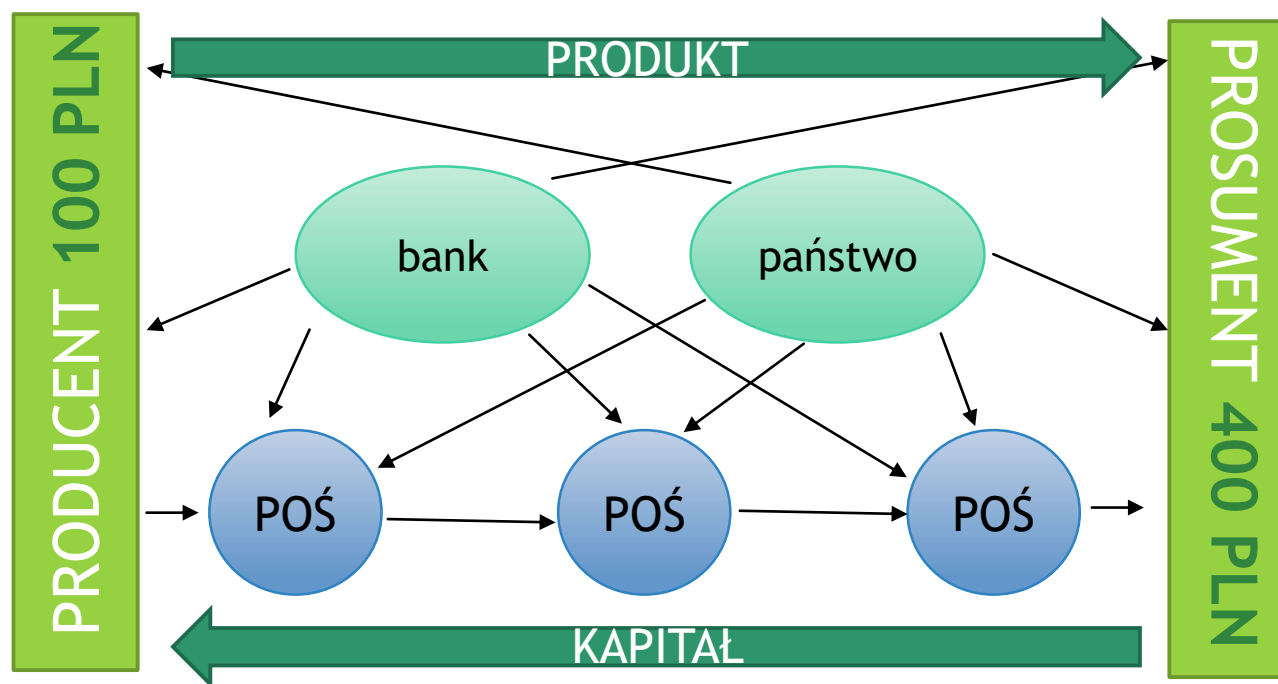 PRODUCENT 100 PLN
PRODUKT
bank
państwo
POŚ
POŚ
POŚ
KAPITAŁ
PROSUMENT 400 PLN